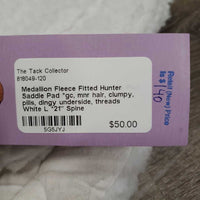 The Tack Collector
818049-120
Medallion Fleece Fitted Hunter
Saddle Pad *gc, mnr hair, clumpy,
pills, dingy underside, threads
White L "21" Spine
$50.00
5G5JYJ
Retail (New) Price
is $140